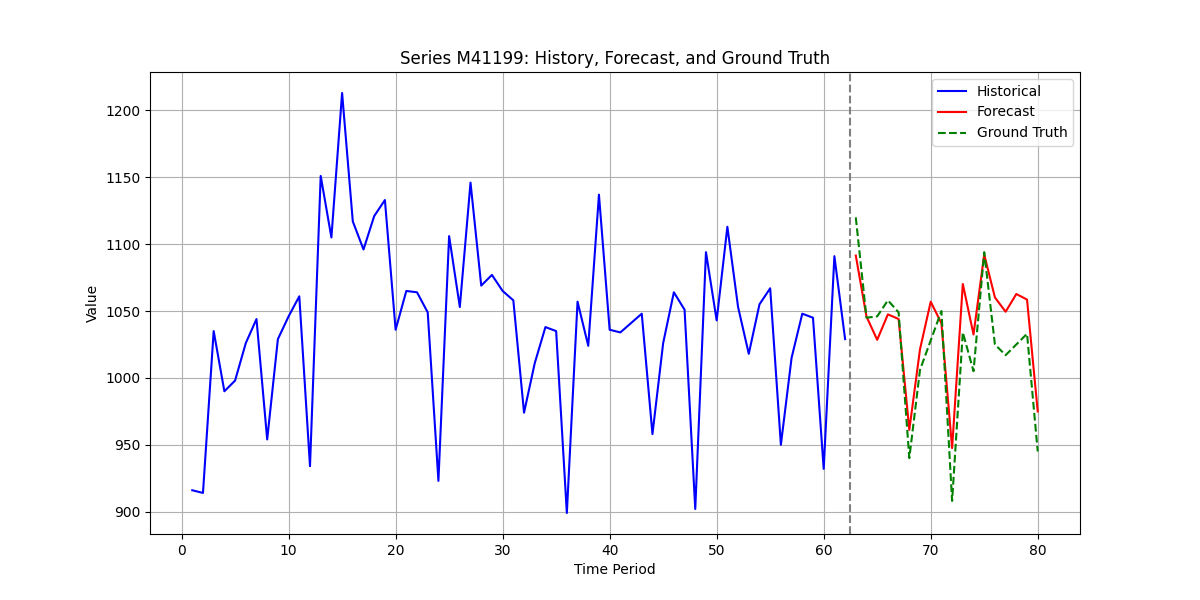 Series M41199: History, Forecast, and Ground Truth
Historical
Forecast
Ground Truth
Value
1200
1150
1100
1050
1000
950
900
0 10 20 30 40 50 60 70 80
Time Period